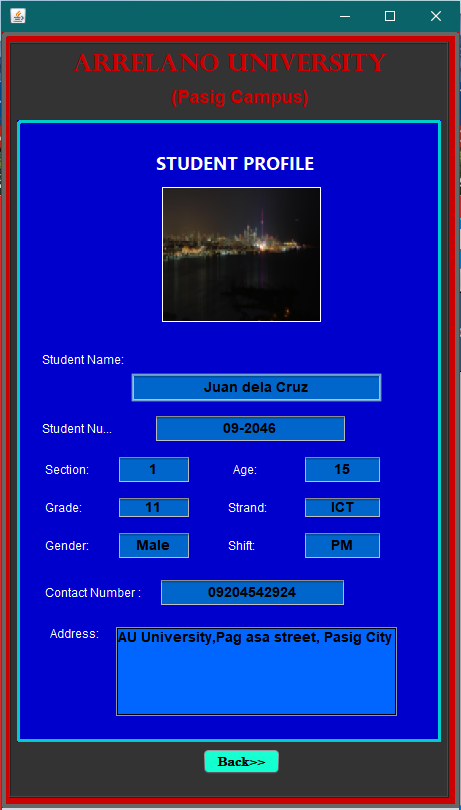 ARRELANO UNIVERSITY
(Pasig Campus)
STUDENT PROFILE
Student Name:
Juan dela Cruz
Student Nu... 09-2046
Section: 1 Age: 15
Grade: 11 Strand: ICT
Gender: Male Shift: PM
Contact Number : 09204542924
Address: AU University,Pag asa street, Pasig City
Back>>